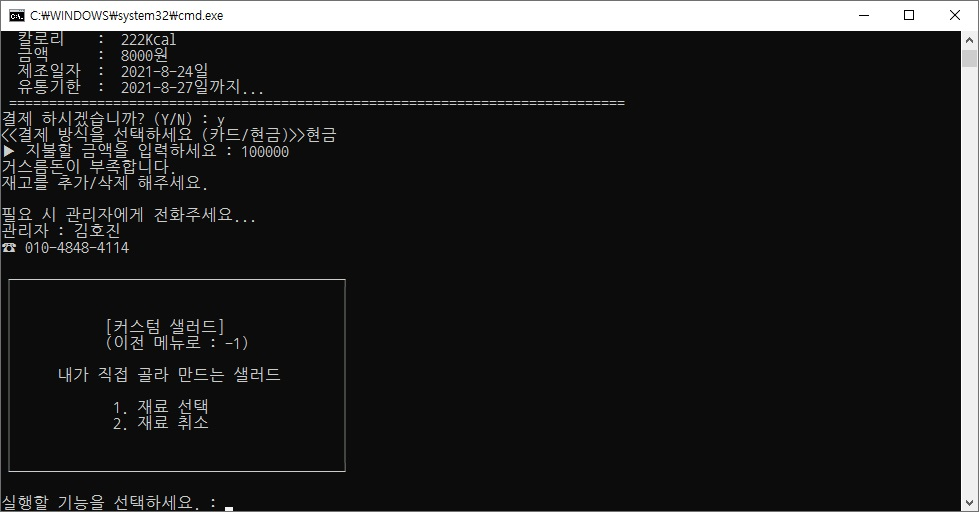 C:₩WINDOWS₩system32₩cmd.exe
칼로리 : 222Kcal
금액 : 8000원
제조일자 : 2021-8-24일
유통기한 : 2021-8-27일까지...
==============================================================================
결제 하시겠습니까? (Y/N) : y
<<결제 방식을 선택하세요 (카드/현금)>>현금
▶ 지불할 금액을 입력하세요 : 100000
거스름돈이 부족합니다.
재고를 추가/삭제 해주세요.
필요 시 관리자에게 전화주세요...
관리자 : 김호진
☎ 010-4848-4114
[커스텀 샐러드]
(이전 메뉴로 : -1)
내가 직접 골라 만드는 샐러드
1. 재료 선택
2. 재료 취소
실행할 기능을 선택하세요. :